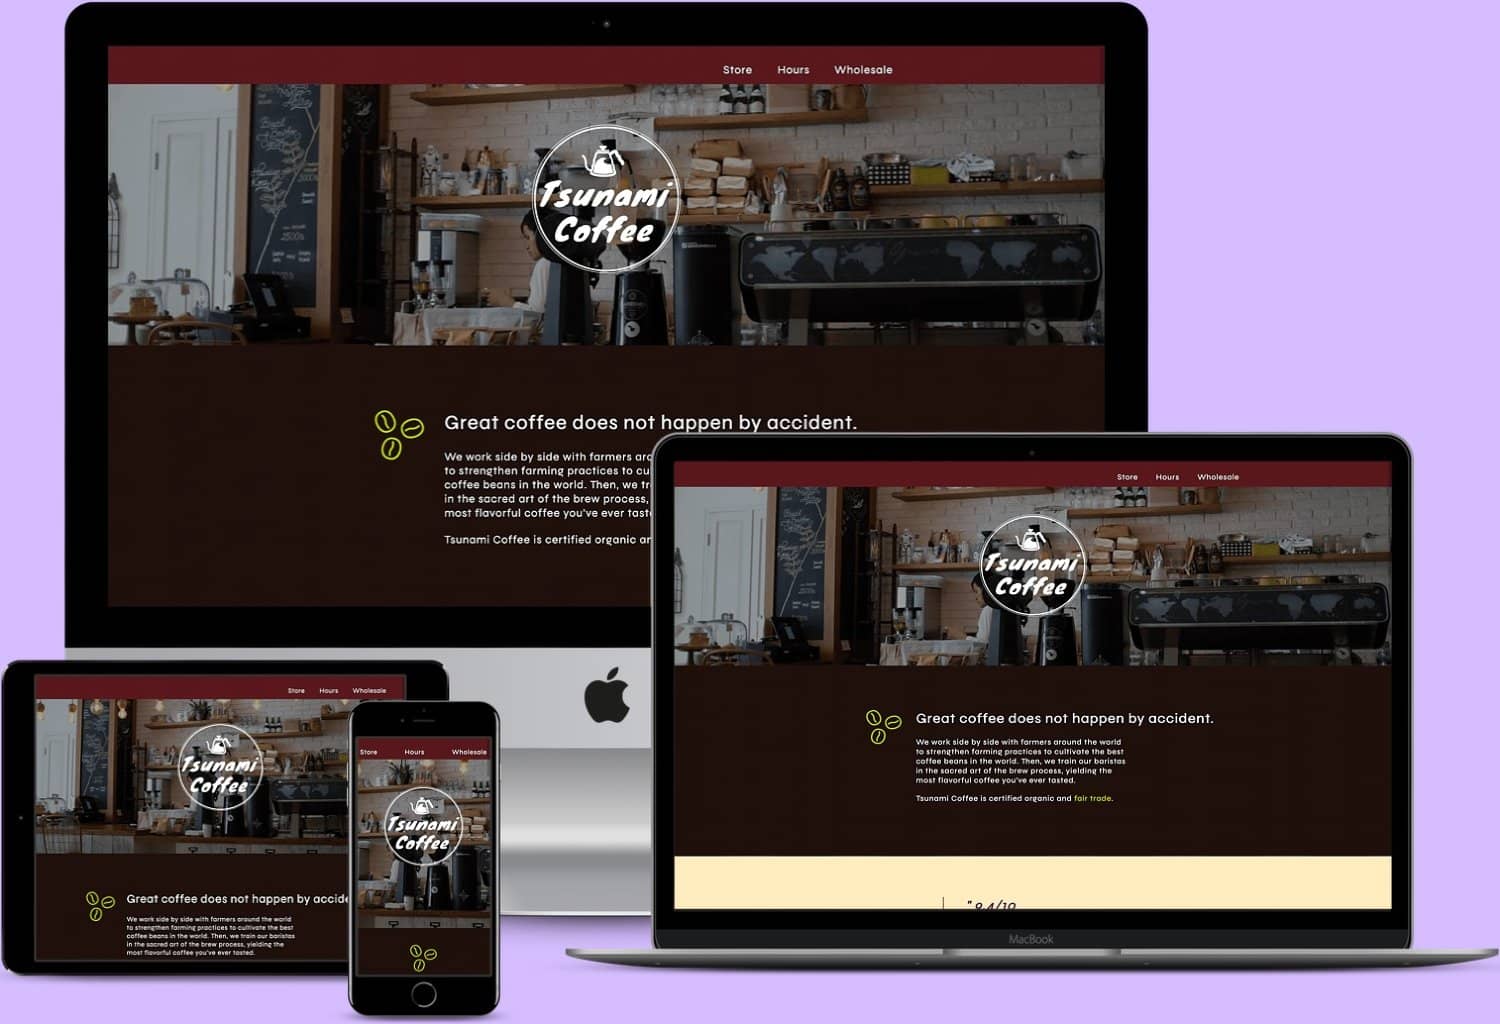 Store Hours Wholesale
Tsunami
Coffee
Great coffee does not happen by accident.
We work side by side with farmers aro
to strengthen farming practices to cu
coffee beans in the world. Then, we tr
in the sacred art of the brew process,
most flavorful coffee you've ever tast
Tsunami Coffee is certified organic an
Store Hours Wholesale
Tsunami
Coffee
Great coffee does not happen by accident.
We work side by side with farmers around the world
to strengthen farming practices to cultivate the best
coffee beans in the world. Then, we train our baristas
in the sacred art of the brew process, yielding the
most flavorful coffee you've ever tasted.
Tsunami Coffee is certified organic and fair trade.
" 9.4/10
MacBook
Store Hours Wholesale
Tsunami
Coffee
Great coffee does not happen by accide
We work side by side with farmers around the world
to strengthen farming practices to cultivate the best
coffee beans in the world. Then, we train our baristas
in the sacred art of the brew process, yielding the
most flavorful coffee you've ever tasted.
Store Hours Wholesale
Tsunami
Coffee